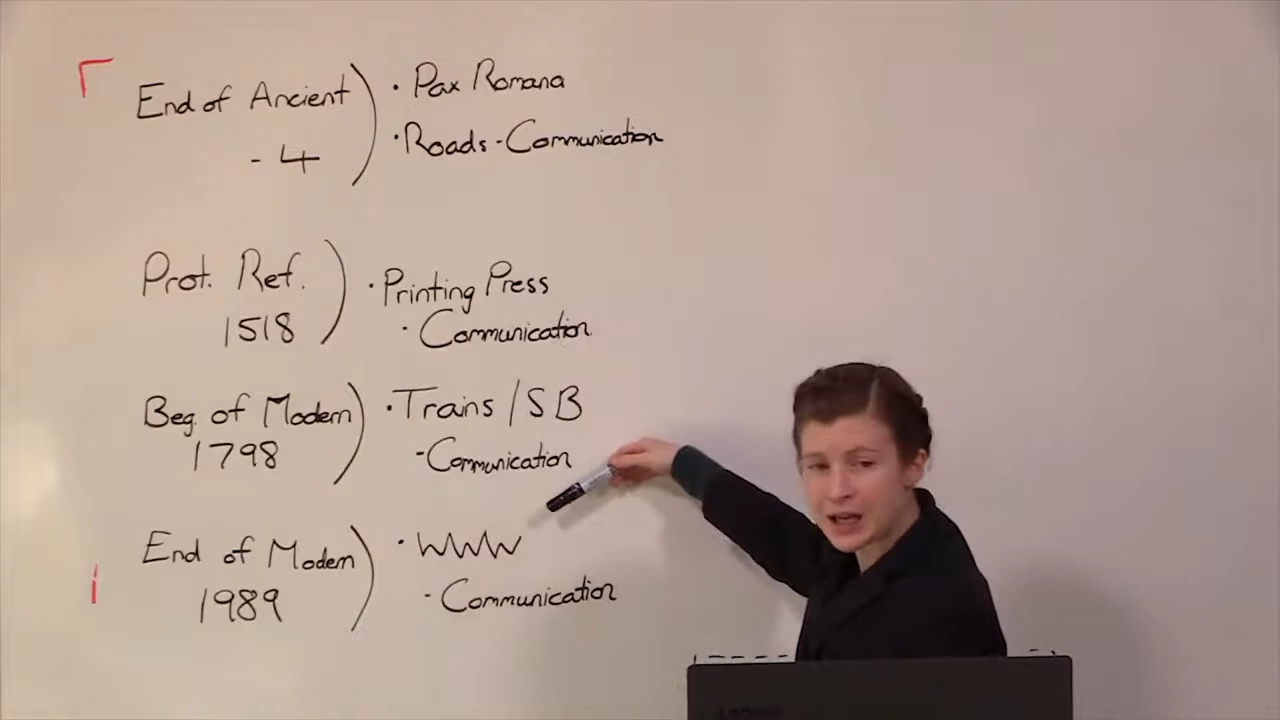 End of Ancient
- 4
· Pax Romana
· Roads - Communication
Prot. Ref.
1518
· Printing Press
· Communication
Beg. of Modern
1798
· Trains / SB
- Communication
End of Modern
1989
· WWW
- Communication